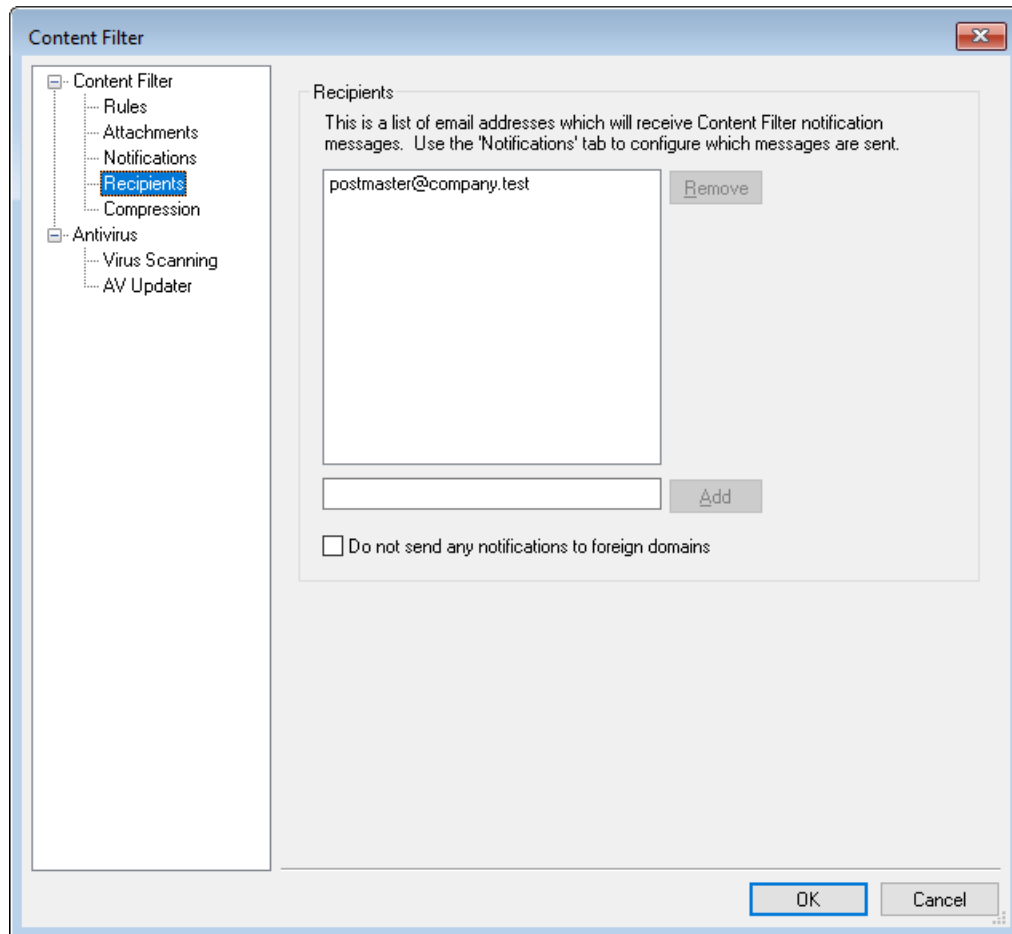 Content Filter
Content Filter
Rules
Attachments
Notifications
Recipients
Compression
Antivirus
Virus Scanning
AV Updater
Recipients
This is a list of email addresses which will receive Content Filter notification
messages.  Use the 'Notifications' tab to configure which messages are sent.
postmaster@company.test
Remove
Add
Do not send any notifications to foreign domains
OK
Cancel